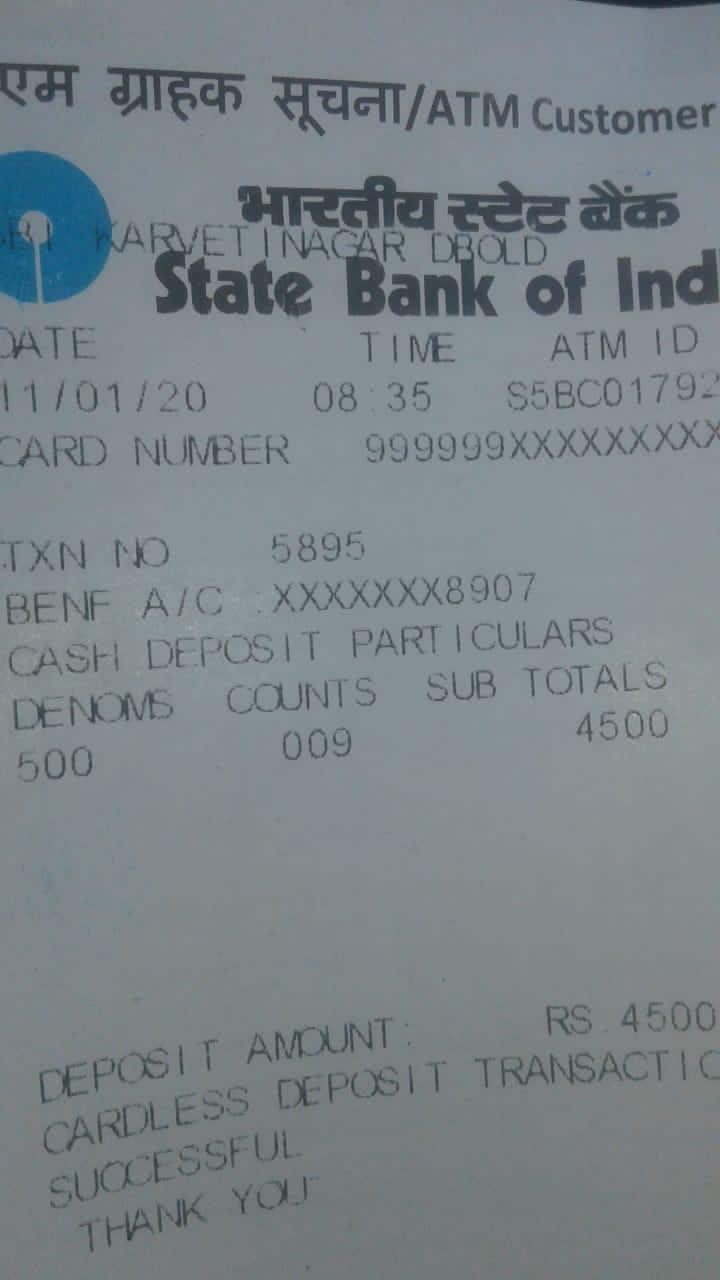 एम ग्राहक सूचना/ATM Customer
भारतीय स्टेट बैंक
SBI KARVETINAGAR DBOLD
State Bank of Ind
DATE TIME ATM ID
11/01/20 08:35 S5BC01792
CARD NUMBER 999999XXXXXXXXX
TXN NO 5895
BENF A/C :XXXXXXX8907
CASH DEPOSIT PARTICULARS
DENOMS COUNTS SUB TOTALS
500 009 4500
DEPOSIT AMOUNT: RS.4500
CARDLESS DEPOSIT TRANSACTIO
SUCCESSFUL
THANK YOU